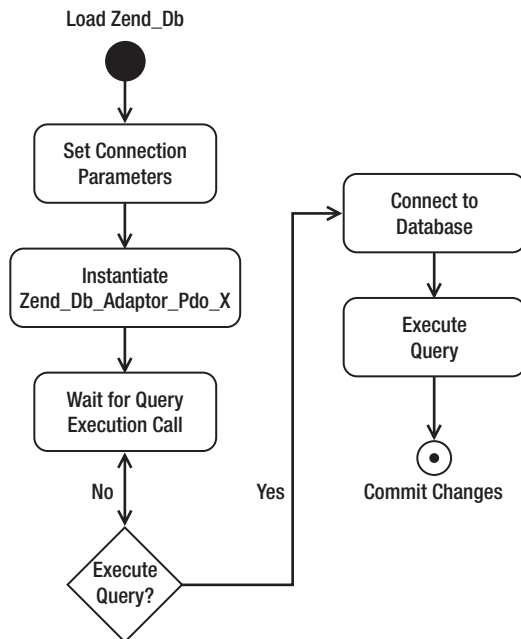 Load Zend_Db
Set Connection
Parameters
Instantiate
Zend_Db_Adaptor_Pdo_X
Wait for Query
Execution Call
No
Execute
Query?
Yes
Connect to
Database
Execute
Query
Commit Changes